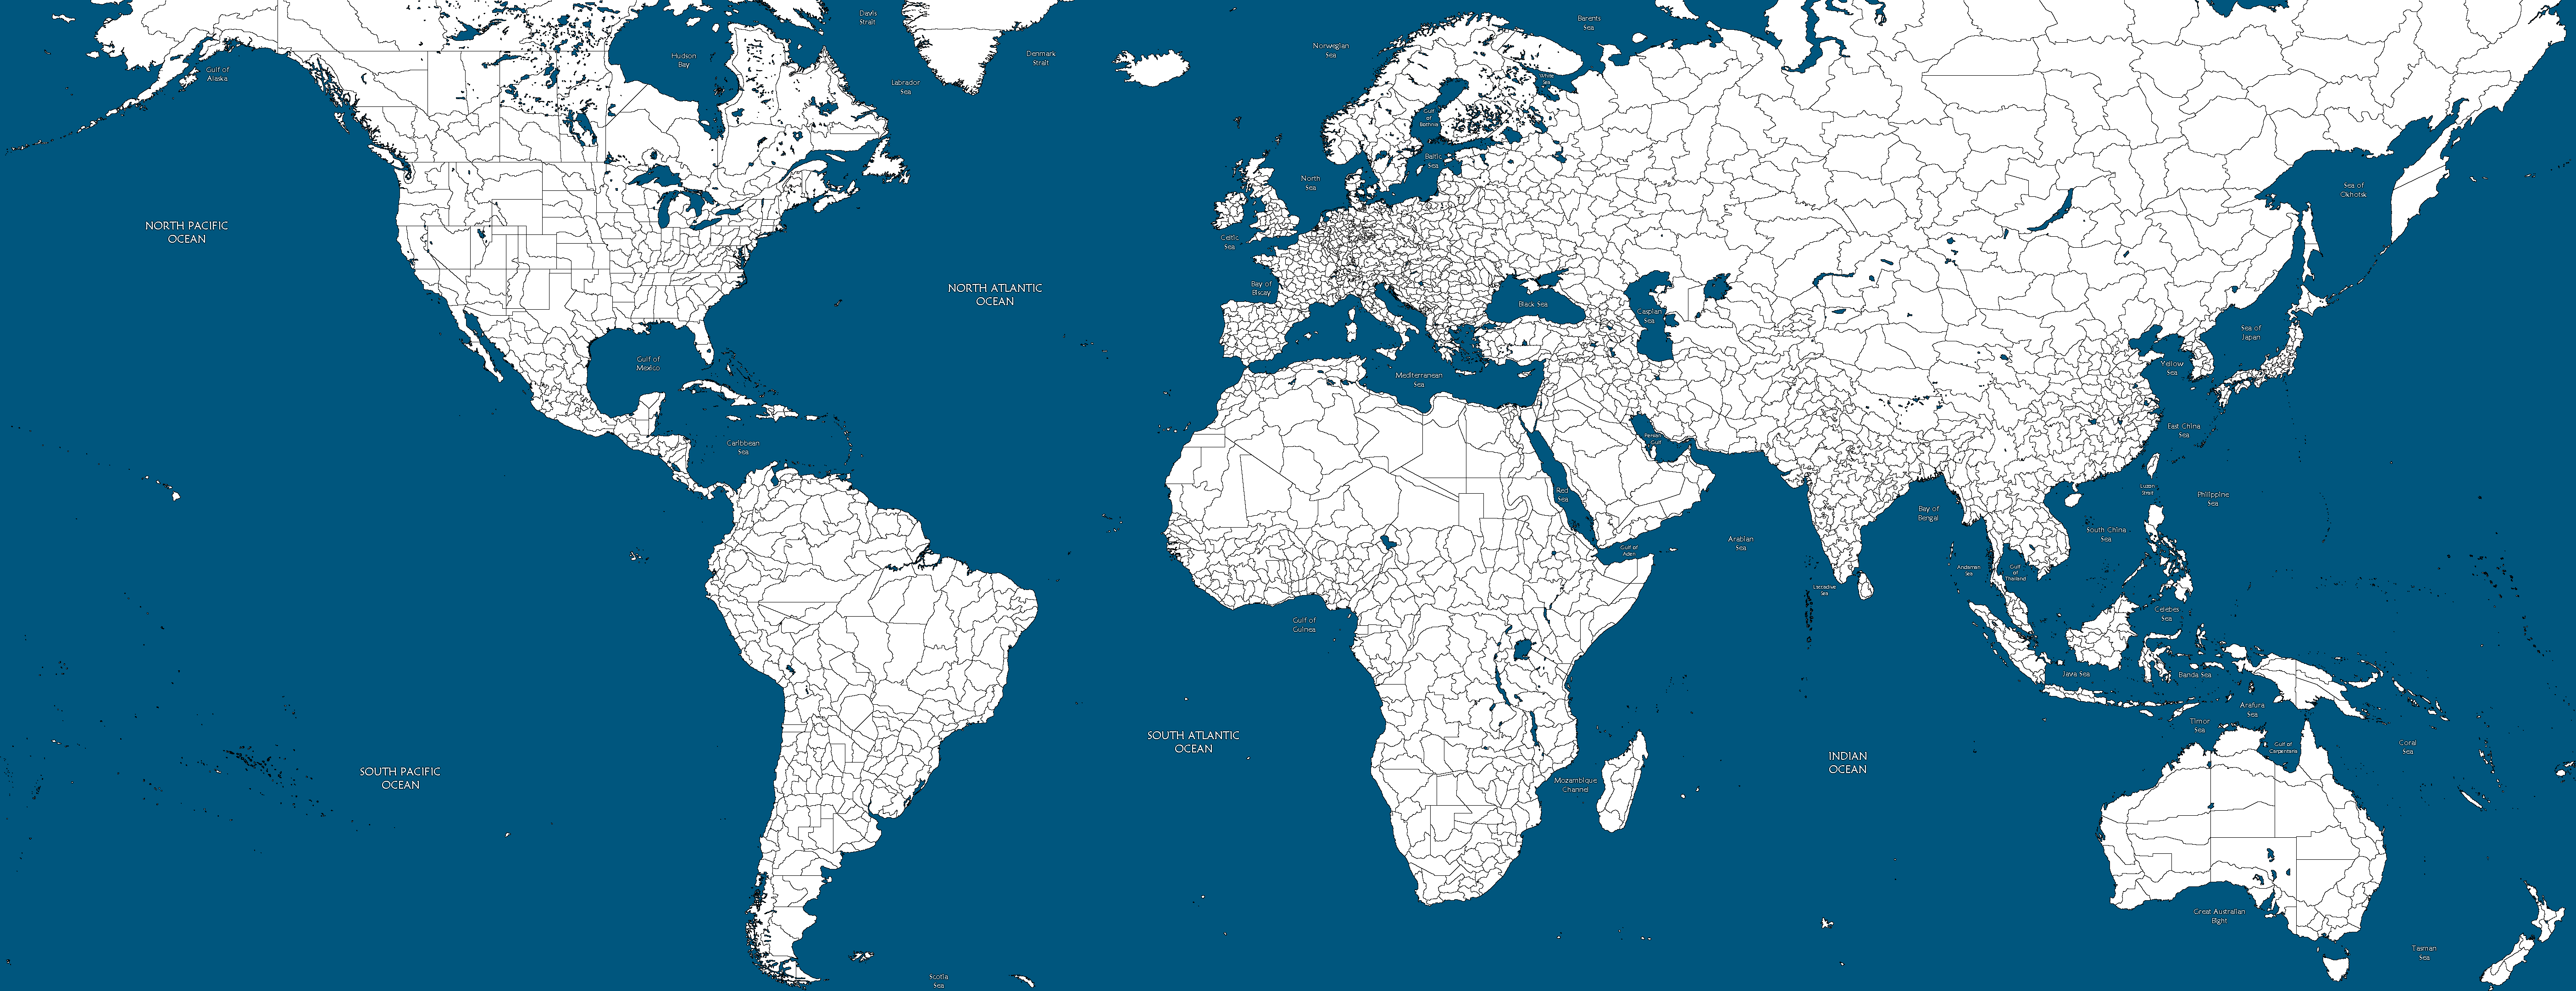 Davis
Strait
Barents
Sea
Norwegian
Sea
Denmark
Strait
Hudson
Bay
Gulf of
Alaska
White
Sea
Labrador
Sea
Gulf
of
Bothnia
Baltic
Sea
North
Sea
Sea of
Okhotsk
NORTH PACIFIC
OCEAN
Celtic
Sea
NORTH ATLANTIC
OCEAN
Bay of
Biscay
Black Sea
Caspian
Sea
Sea of
Japan
Gulf of
Mexico
Yellow
Sea
Mediterranean
Sea
East China
Sea
Persian
Gulf
Caribbean
Sea
Luzon
Strait
Red
Sea
Philippine
Sea
Bay of
Bengal
South China
Sea
Arabian
Sea
Gulf of
Aden
Andaman
Sea
Gulf
of
Thailand
Laccadive
Sea
Celebes
Sea
Gulf of
Guinea
Java Sea
Banda Sea
Arafura
Sea
Timor
Sea
SOUTH ATLANTIC
OCEAN
Gulf of
Carpentaria
Coral
Sea
INDIAN
OCEAN
SOUTH PACIFIC
OCEAN
Mozambique
Channel
Great Australian
Bight
Tasman
Sea
Scotia
Sea